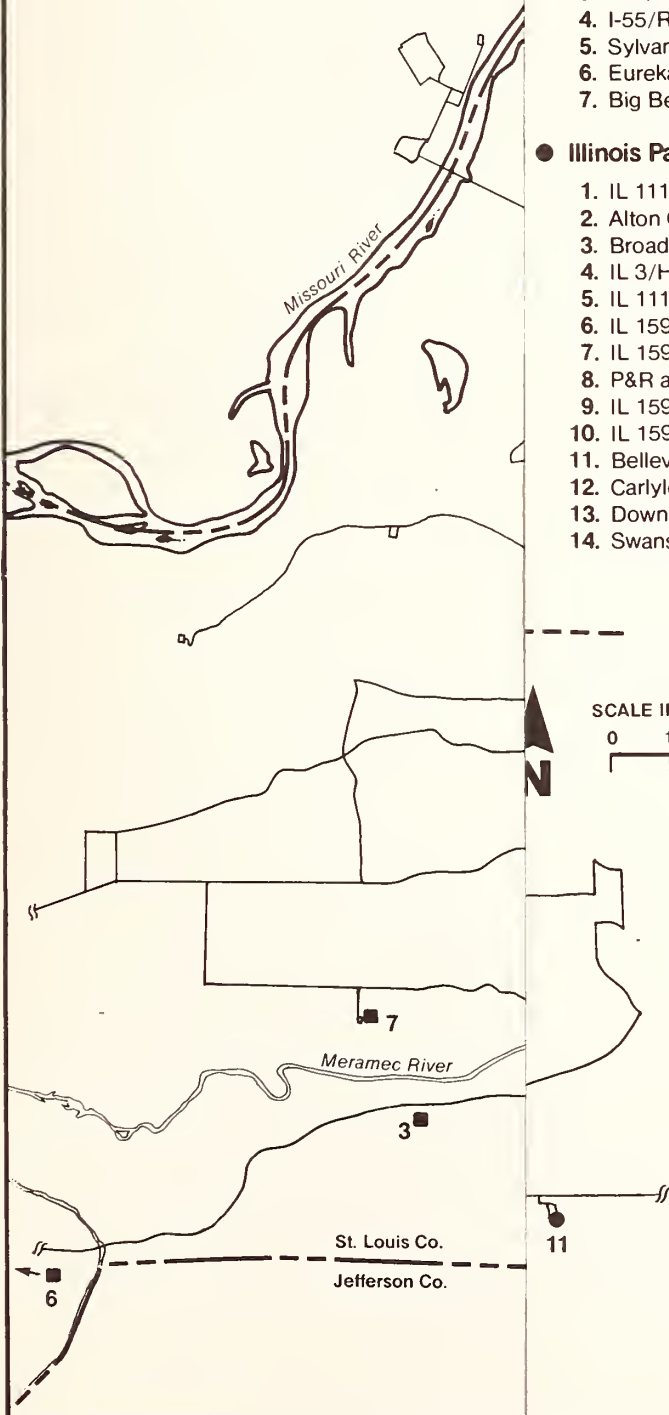 4. I-55/R
5. Sylvan
6. Eureka
7. Big Be
Illinois Pa
1. IL 111
2. Alton
3. Broad
4. IL 3/H
5. IL 111
6. IL 159
7. IL 159
8. P&R a
9. IL 159
10. IL 159
11. Bellev
12. Carlyl
13. Down
14. Swans
Missouri River
SCALE I
0 1
N
7
Meramec River
3
St. Louis Co.
Jefferson Co.
6
11